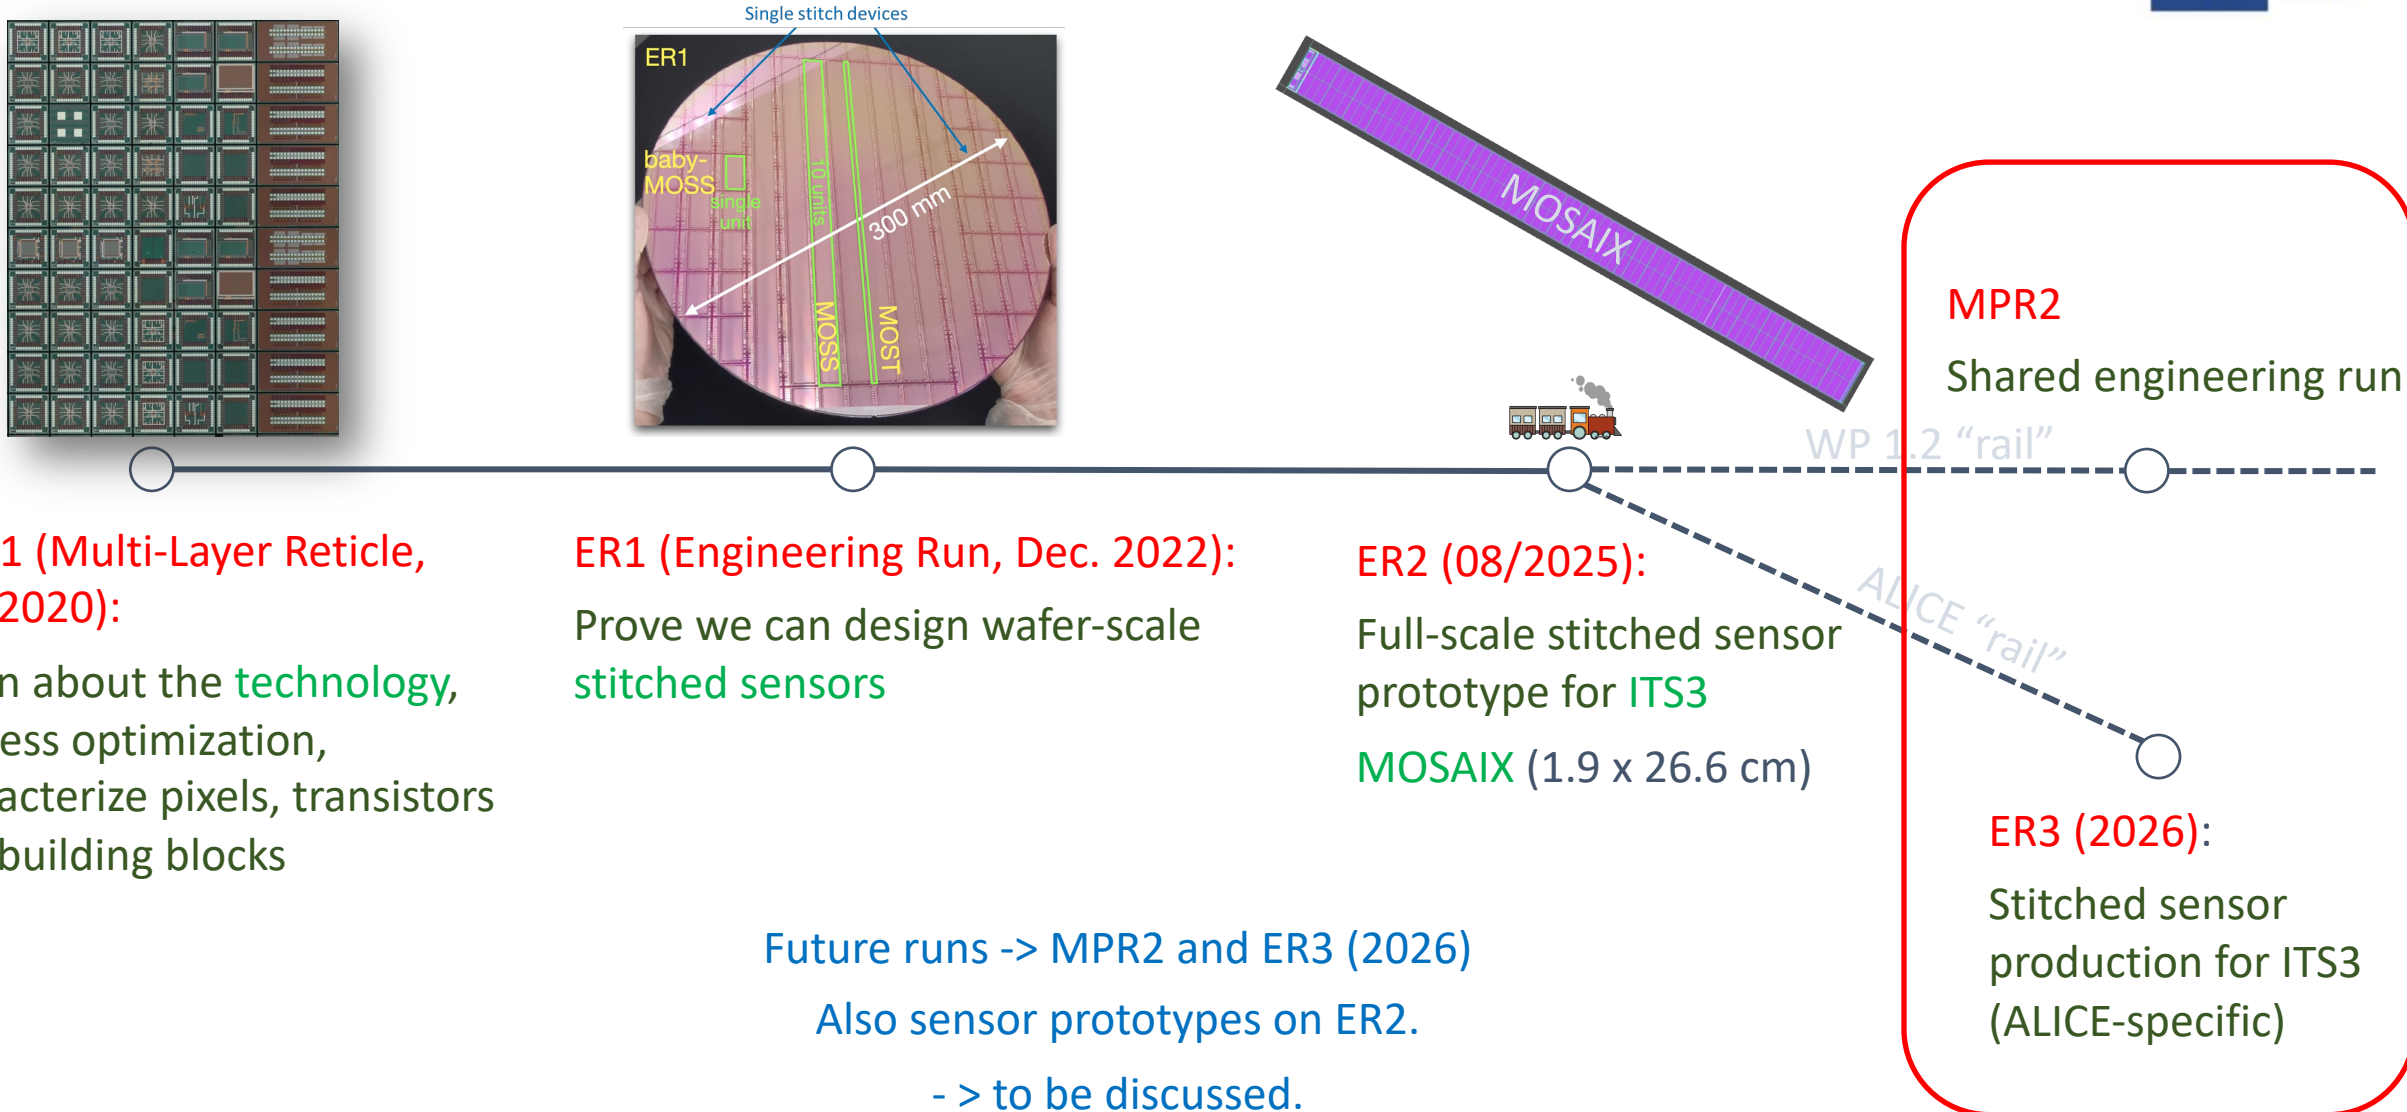 Single stitch devices
ER1
baby-
MOSS
single
unit
10 units
300 mm
MOSS
MOST
MOSAIX
MPR2
Shared engineering run
WP 1.2 “rail”
ALICE “rail”
1 (Multi-Layer Reticle,
2020):
n about the technology,
ess optimization,
acterize pixels, transistors
building blocks
ER1 (Engineering Run, Dec. 2022):
Prove we can design wafer-scale
stitched sensors
ER2 (08/2025):
Full-scale stitched sensor
prototype for ITS3
MOSAIX (1.9 x 26.6 cm)
ER3 (2026):
Stitched sensor
production for ITS3
(ALICE-specific)
Future runs -> MPR2 and ER3 (2026)
Also sensor prototypes on ER2.
- > to be discussed.